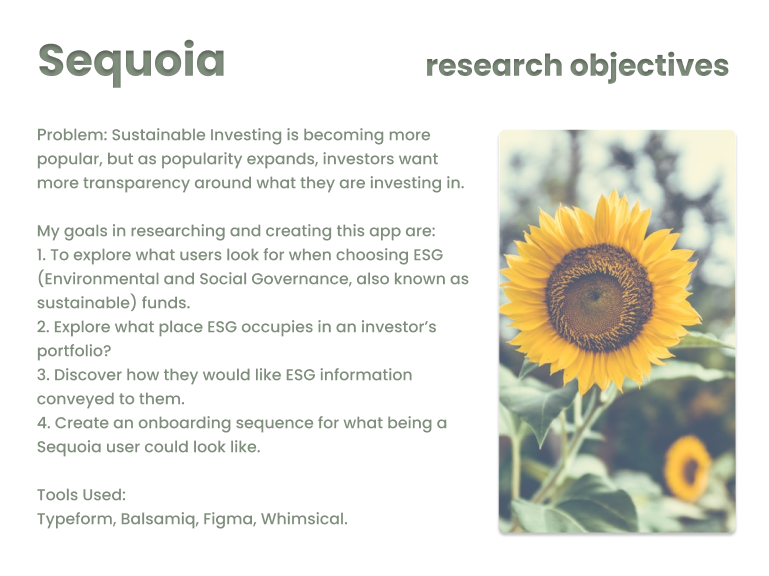 Sequoia
research objectives
Problem: Sustainable Investing is becoming more
popular, but as popularity expands, investors want
more transparency around what they are investing in.
My goals in researching and creating this app are:
1. To explore what users look for when choosing ESG
(Environmental and Social Governance, also known as
sustainable) funds.
2. Explore what place ESG occupies in an investor's
portfolio?
3. Discover how they would like ESG information
conveyed to them.
4. Create an onboarding sequence for what being a
Sequoia user could look like.
Tools Used:
Typeform, Balsamiq, Figma, Whimsical.